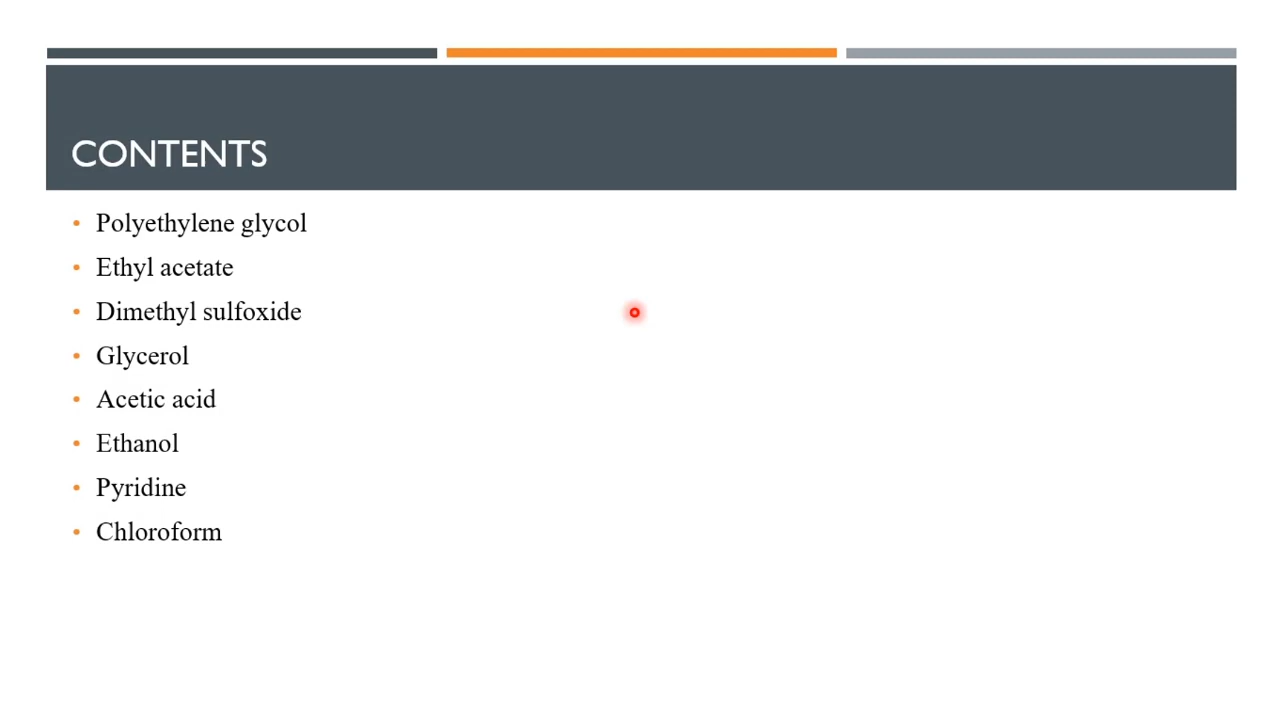 CONTENTS
• Polyethylene glycol
• Ethyl acetate
• Dimethyl sulfoxide
• Glycerol
• Acetic acid
• Ethanol
• Pyridine
• Chloroform